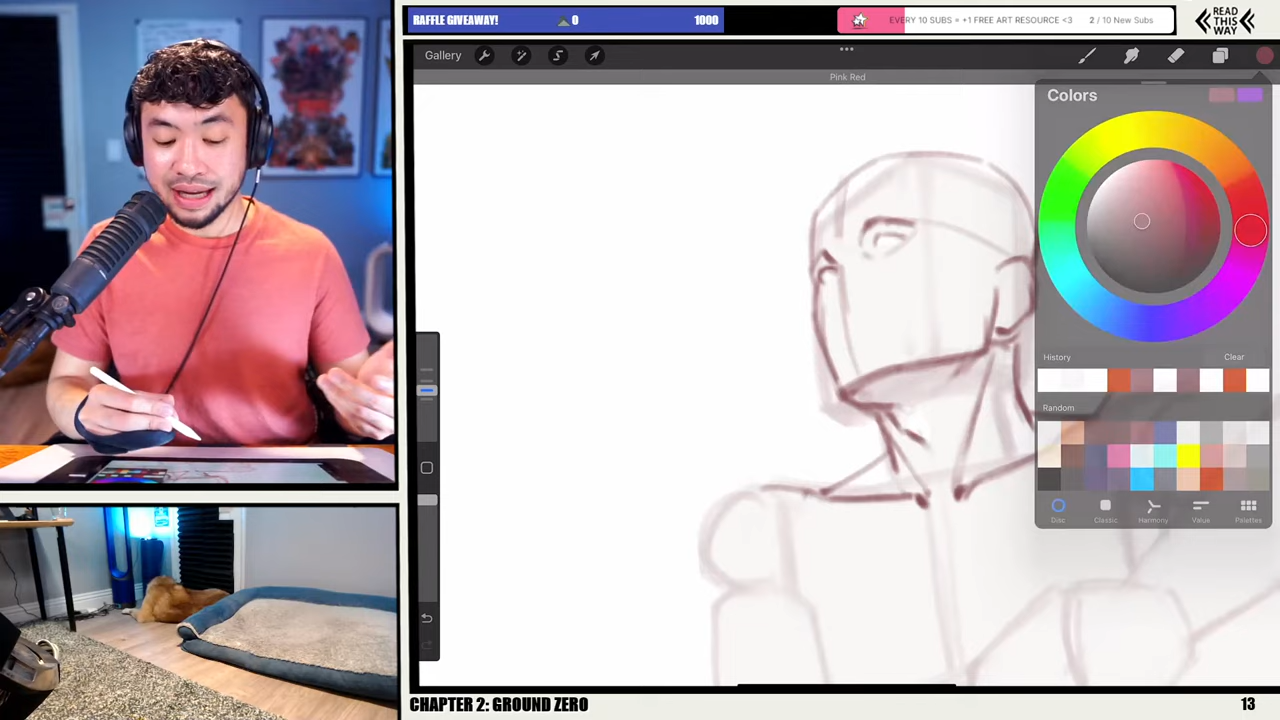 RAFFLE GIVEAWAY! 0 1000
EVERY 10 SUBS = +1 FREE ART RESOURCE <3 2 / 10 New Subs
READ
THIS
WAY
Gallery
Pink Red
Colors
History Clear
Random
Disc Classic Harmony Value Palettes
CHAPTER 2: GROUND ZERO 13